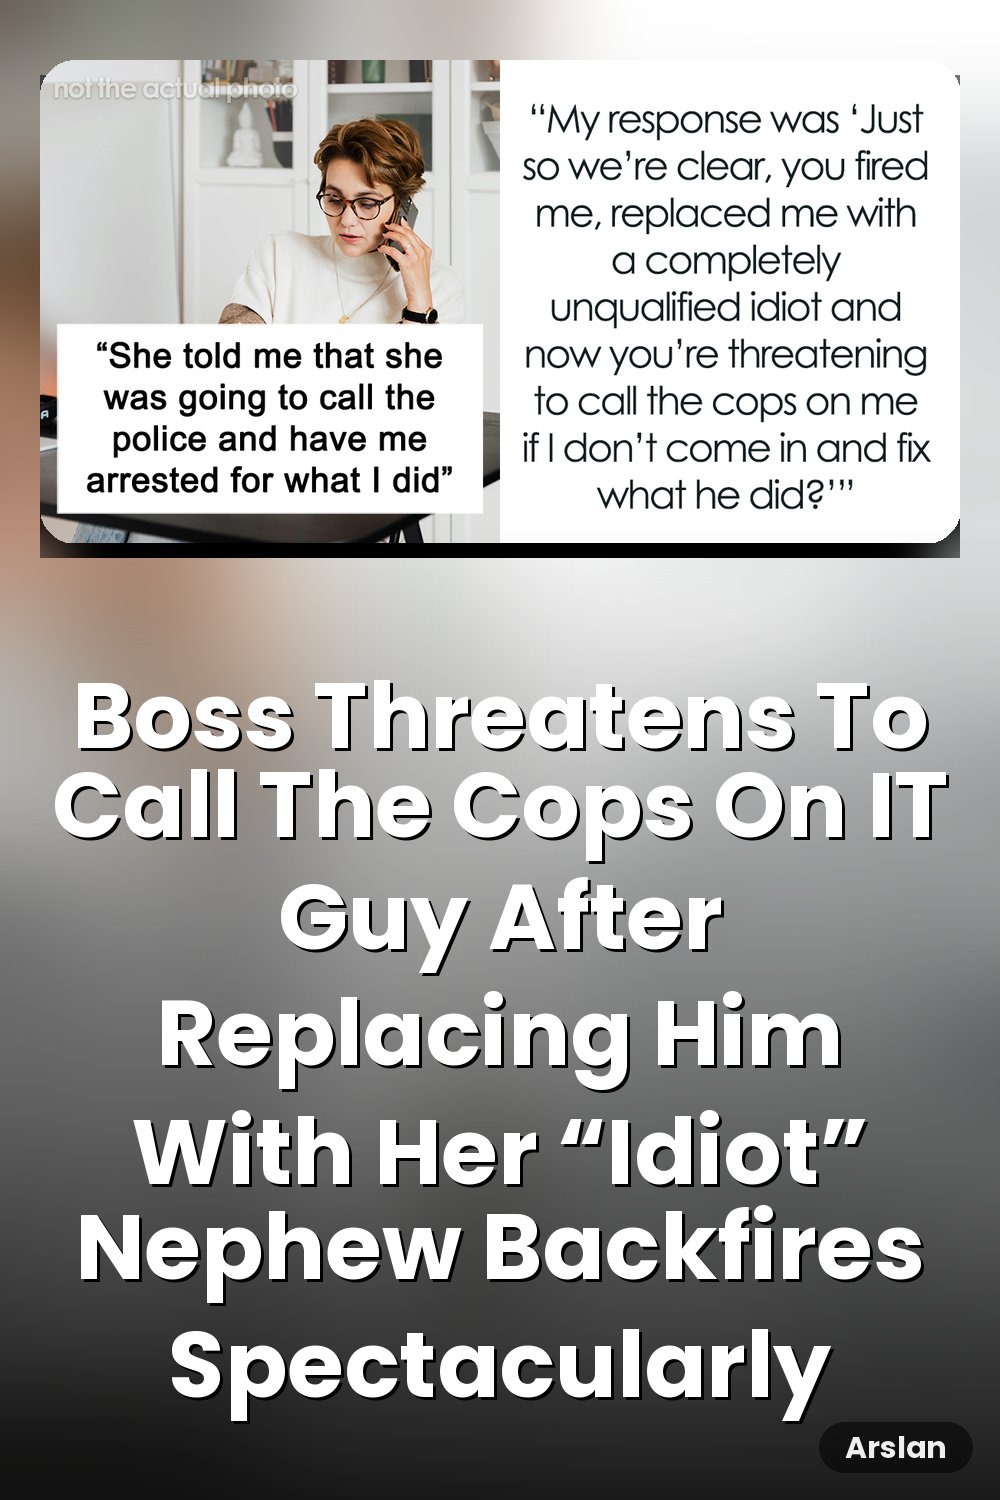 not the actual photo
“She told me that she
was going to call the
police and have me
arrested for what I did”
“My response was ‘Just
so we’re clear, you fired
me, replaced me with
a completely
unqualified idiot and
now you’re threatening
to call the cops on me
if I don’t come in and fix
what he did?’”
A
Boss Threatens To
Call The Cops On IT
Guy After
Replacing Him
With Her “Idiot”
Nephew Backfires
Spectacularly
Arslan